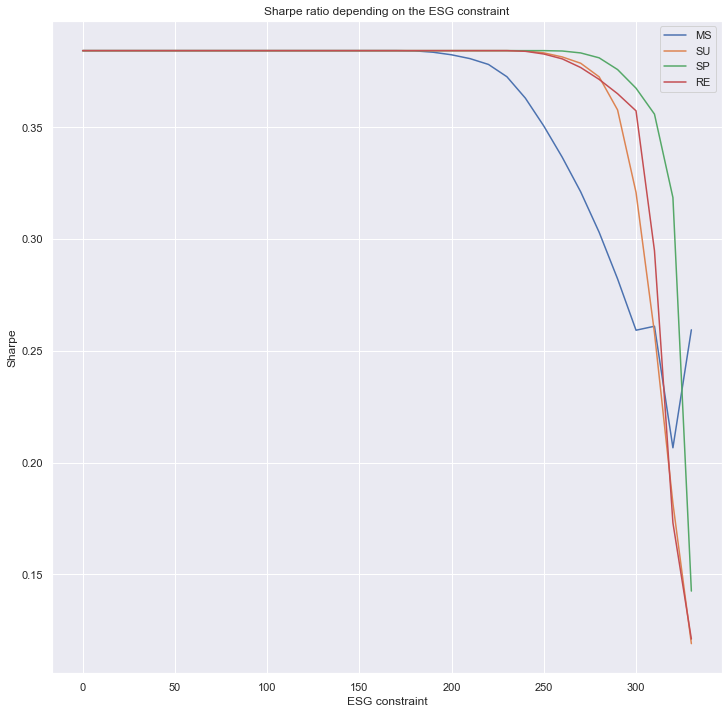 Sharpe ratio depending on the ESG constraint
MS
SU
SP
RE
0.35
0.30
0.25
0.20
0.15
Sharpe
0
50
100
150
200
250
300
ESG constraint